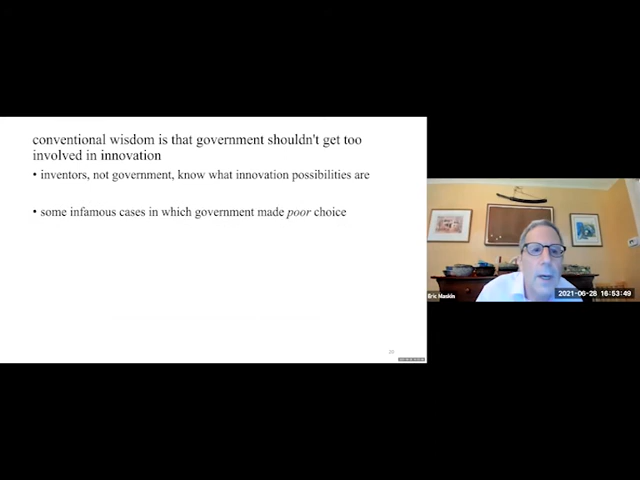 conventional wisdom is that government shouldn't get too
involved in innovation
• inventors, not government, know what innovation possibilities are
• some infamous cases in which government made poor choice
20
Eric Maskin
2021-06-28 16:53:49